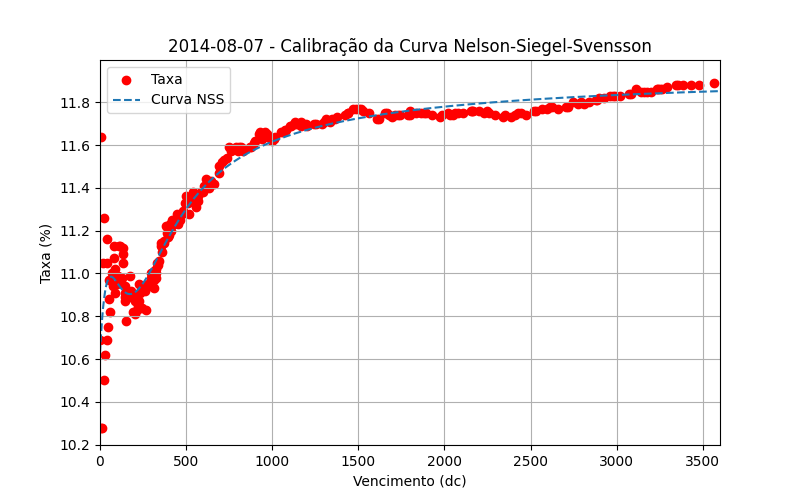 2014-08-07 - Calibração da Curva Nelson-Siegel-Svensson
Taxa
Curva NSS
Taxa (%)
11.8
11.6
11.4
11.2
11.0
10.8
10.6
10.4
10.2
0 500 1000 1500 2000 2500 3000 3500
Vencimento (dc)